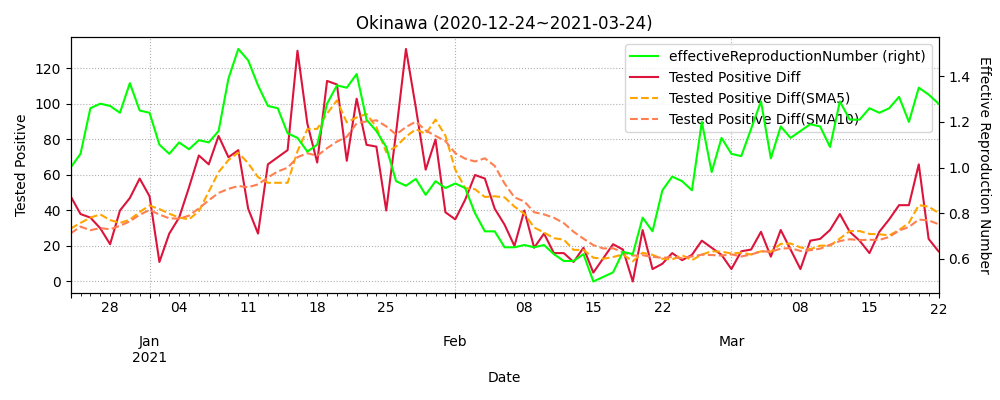 Okinawa (2020-12-24~2021-03-24)
effectiveReproductionNumber (right)
Tested Positive Diff
Tested Positive Diff(SMA5)
Tested Positive Diff(SMA10)
Tested Positive
120
100
80
60
40
20
0
1.4
1.2
1.0
0.8
0.6
Effective Reproduction Number
28 04 11 18 25 08 15 22 08 15 22
Jan Feb Mar
2021
Date